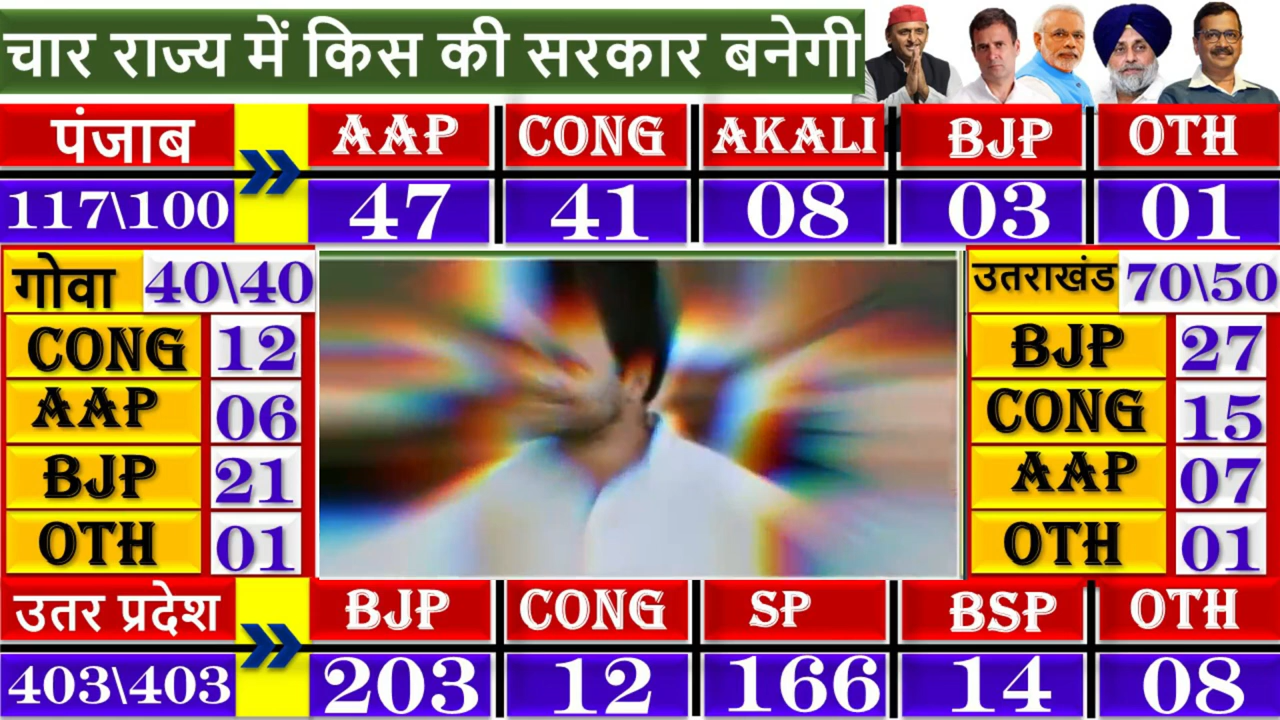 चार राज्य में किस की सरकार बनेगी
पंजाब AAP CONG AKALI BJP OTH
117\100 47 41 08 03 01
गोवा 40\40
CONG 12
AAP 06
BJP 21
OTH 01
उतराखंड 70\50
BJP 27
CONG 15
AAP 07
OTH 01
उतर प्रदेश BJP CONG SP BSP OTH
403\403 203 12 166 14 08